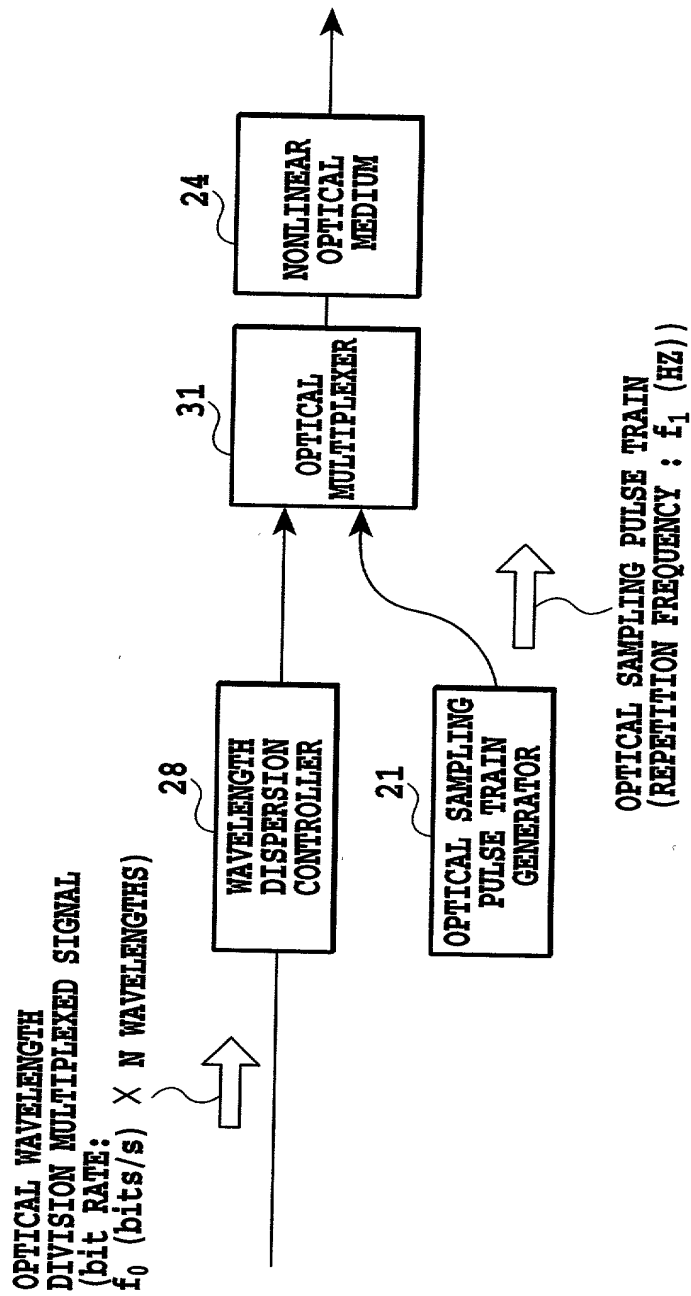 OPTICAL WAVELENGTH
DIVISION MULTIPLEXED SIGNAL
(bit RATE:
f0 (bits/s) X N WAVELENGTHS)
28
WAVELENGTH
DISPERSION
CONTROLLER
21
OPTICAL SAMPLING
PULSE TRAIN
GENERATOR
31
OPTICAL
MULTIPLEXER
24
NONLINEAR
OPTICAL
MEDIUM
OPTICAL SAMPLING PULSE TRAIN
(REPETITION FREQUENCY : f1 (HZ))